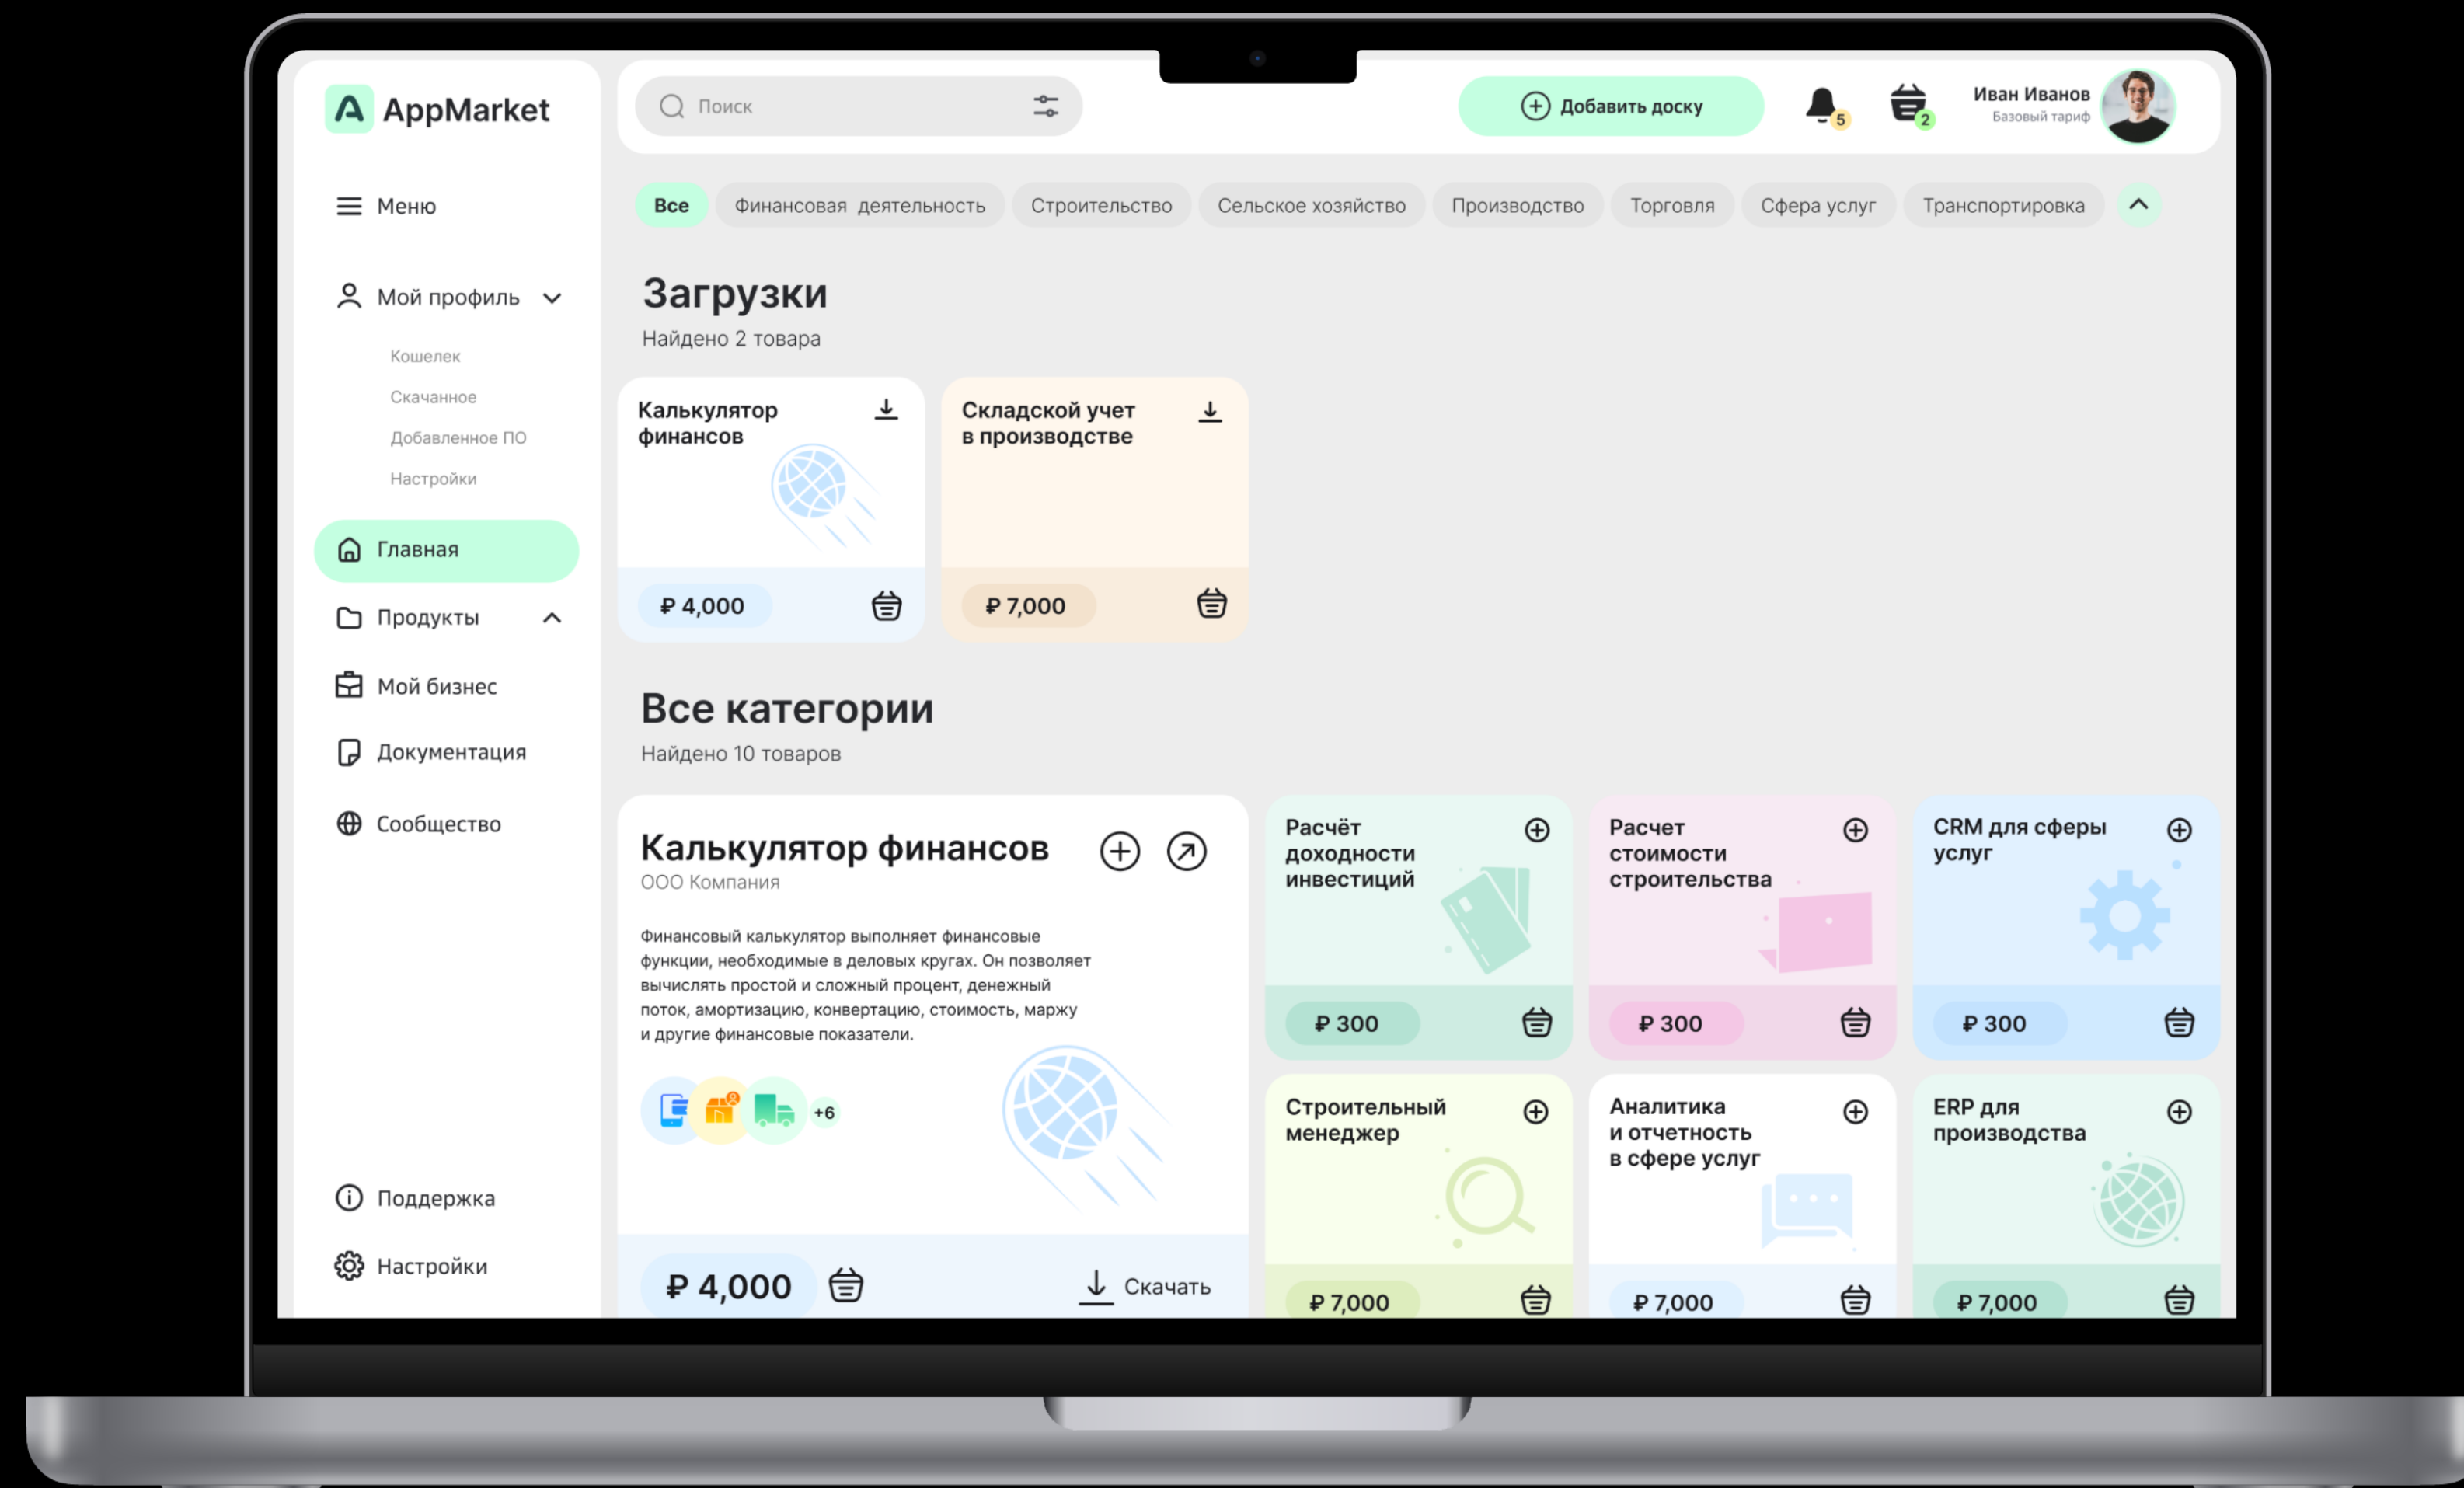 AppMarket
Меню
Мой профиль
Кошелек
Скачанное
Добавленное ПО
Настройки
Главная
Продукты
Мой бизнес
Документация
Сообщество
Поддержка
Настройки
Поиск
Добавить доску
5
2
Иван Иванов
Базовый тариф
Все
Финансовая деятельность
Строительство
Сельское хозяйство
Производство
Торговля
Сфера услуг
Транспортировка
Загрузки
Найдено 2 товара
Калькулятор
финансов
₽ 4,000
Складской учет
в производстве
₽ 7,000
Все категории
Найдено 10 товаров
Калькулятор финансов
ООО Компания
Финансовый калькулятор выполняет финансовые
функции, необходимые в деловых кругах. Он позволяет
вычислять простой и сложный процент, денежный
поток, амортизацию, конвертацию, стоимость, маржу
и другие финансовые показатели.
+6
₽ 4,000
Скачать
Расчёт
доходности
инвестиций
₽ 300
Расчет
стоимости
строительства
₽ 300
CRM для сферы
услуг
₽ 300
Строительный
менеджер
₽ 7,000
Аналитика
и отчетность
в сфере услуг
₽ 7,000
ERP для
производства
₽ 7,000